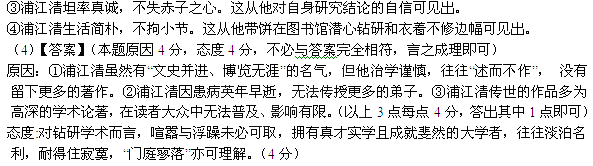 ③浦江清坦率真诚，不失赤子之心。这从他对自身研究结论的自信可见出。
④浦江清生活简朴，不拘小节。这从他带饼在图书馆潜心钻研和衣着不修边幅可见出。
（4）【答案】（本题原因 4 分，态度 4 分，不必与答案完全相符，言之成理即可）
原因：①浦江清虽然有“文史并进、博览无涯”的名气，但他治学谨慎，往往“述而不作”， 没有
留下更多的著作。②浦江清因患病英年早逝，无法传授更多的弟子。③浦江清传世的作品多为
高深的学术论著，在读者大众中无法普及、影响有限。（以上 3 点每点 4 分，答出其中 1 点即可）
态度:对钻研学术而言，喧嚣与浮躁未必可取，拥有真才实学且成就斐然的大学者，往往淡泊名
利，耐得住寂寞，“门庭寥落”亦可理解。（4 分）